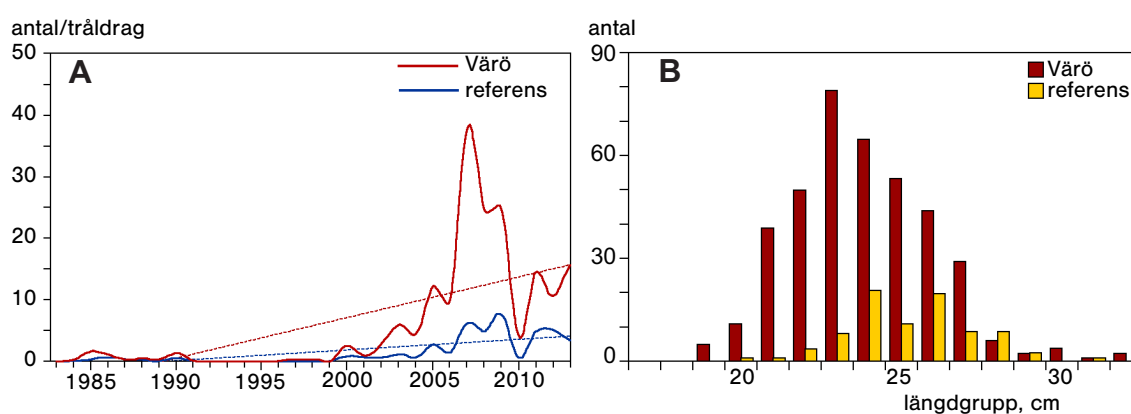 antal/tråldrag
50
40
30
20
10
0
A
Värö
referens
1985 1990 1995 2000 2005 2010
antal
90
60
30
0
B
Värö
referens
20 25 30
längdgrupp, cm